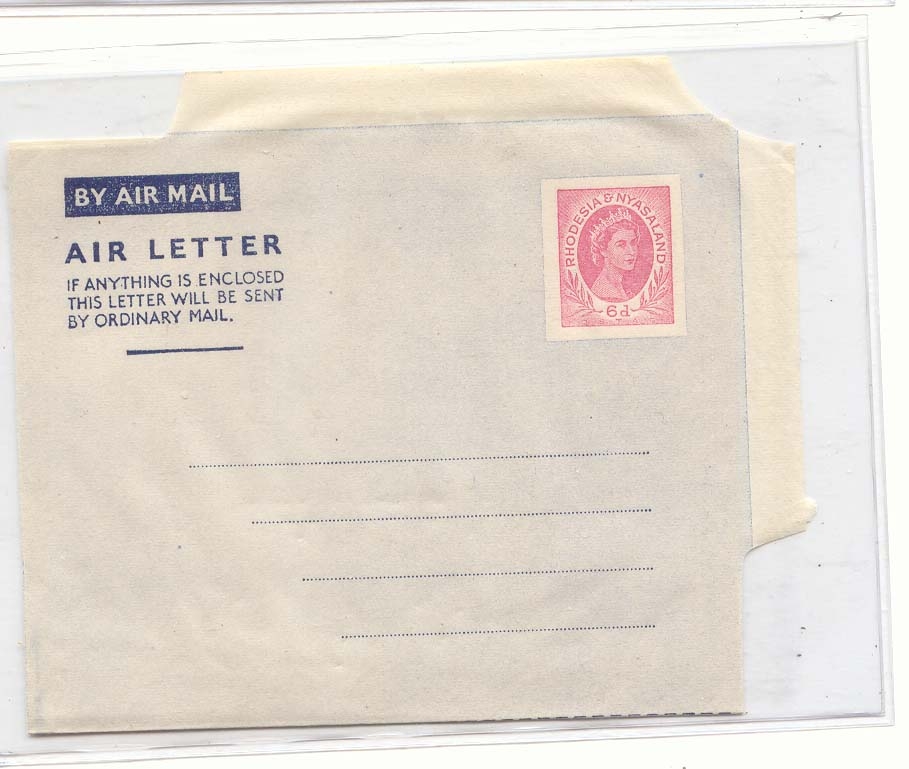 BY AIR MAIL
AIR LETTER
IF ANYTHING IS ENCLOSED
THIS LETTER WILL BE SENT
BY ORDINARY MAIL.
RHODESIA & NYASALAND
6d